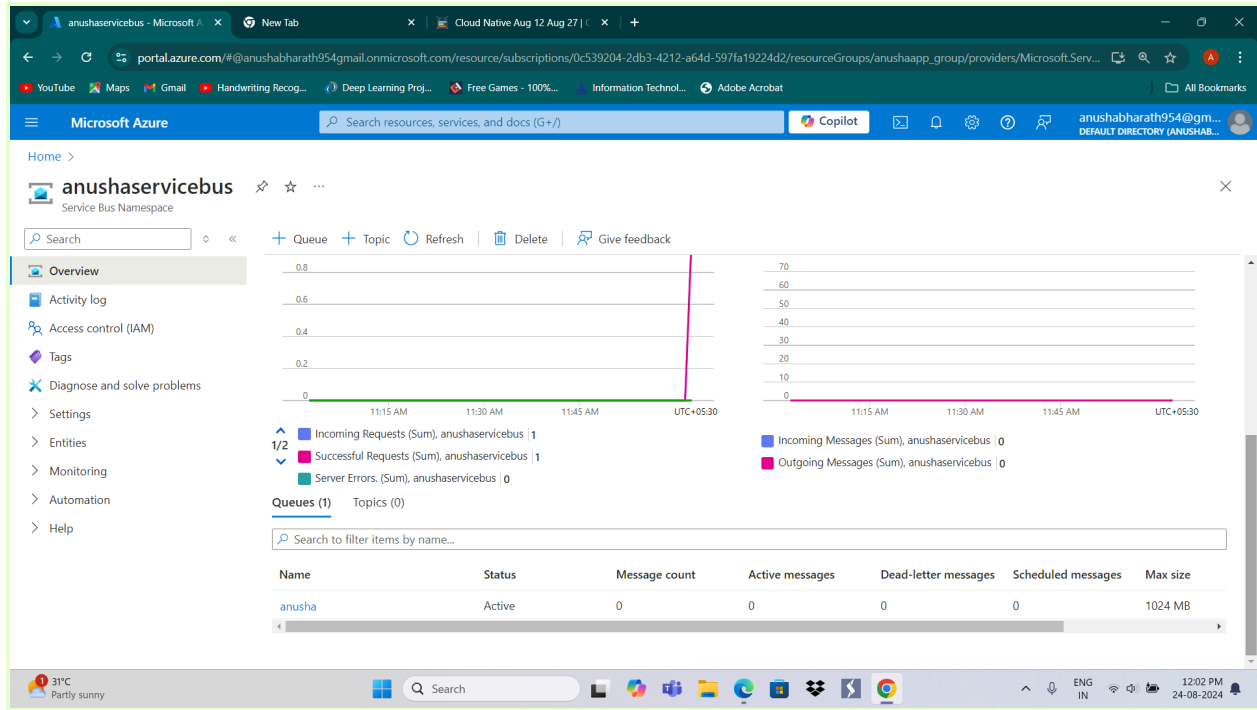 anushaservicebus - Microsoft A
New Tab
Cloud Native Aug 12 Aug 27 | C
portal.azure.com/#@anushabharath954gmail.onmicrosoft.com/resource/subscriptions/0c539204-2db3-4212-a64d-597fa19224d2/resourceGroups/anushaapp_group/providers/Microsoft.Serv...
A
YouTube Maps Gmail Handwriting Recog... Deep Learning Proj... Free Games - 100%... Information Technol... Adobe Acrobat All Bookmarks
Microsoft Azure
Search resources, services, and docs (G+/)
Copilot
anushabharath954@gm...
DEFAULT DIRECTORY (ANUSHAB...
Home >
anushaservicebus
Service Bus Namespace
Search
Queue Topic Refresh Delete Give feedback
Overview
Activity log
Access control (IAM)
Tags
Diagnose and solve problems
Settings
Entities
Monitoring
Automation
Help
0.8
0.6
0.4
0.2
0
11:15 AM 11:30 AM 11:45 AM UTC+05:30
1/2
Incoming Requests (Sum), anushaservicebus | 1
Successful Requests (Sum), anushaservicebus | 1
Server Errors. (Sum), anushaservicebus | 0
70
60
50
40
30
20
10
0
11:15 AM 11:30 AM 11:45 AM UTC+05:30
Incoming Messages (Sum), anushaservicebus | 0
Outgoing Messages (Sum), anushaservicebus | 0
Queues (1) Topics (0)
Search to filter items by name...
Name Status Message count Active messages Dead-letter messages Scheduled messages Max size
anusha Active 0 0 0 0 1024 MB
1
31°C
Partly sunny
Search
ENG
IN
12:02 PM
24-08-2024